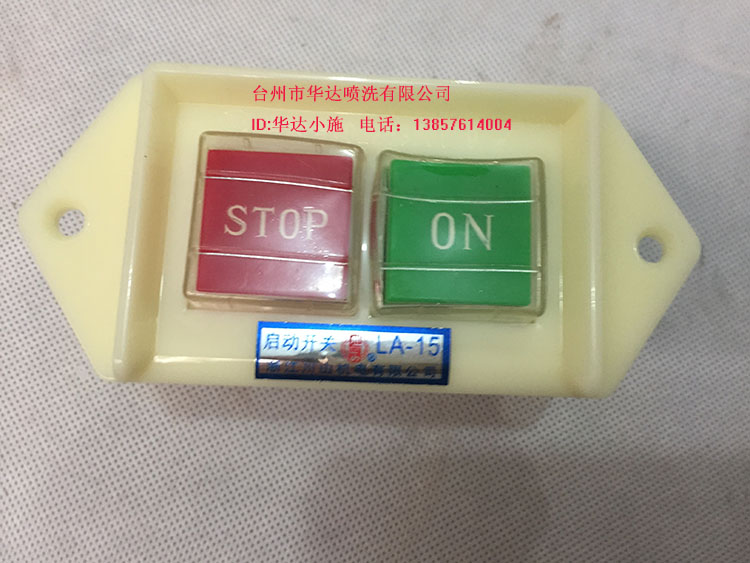 台州市华达喷洗有限公司
ID:华达小施 电话：13857614004
STOP
ON
启动开关
LA-15